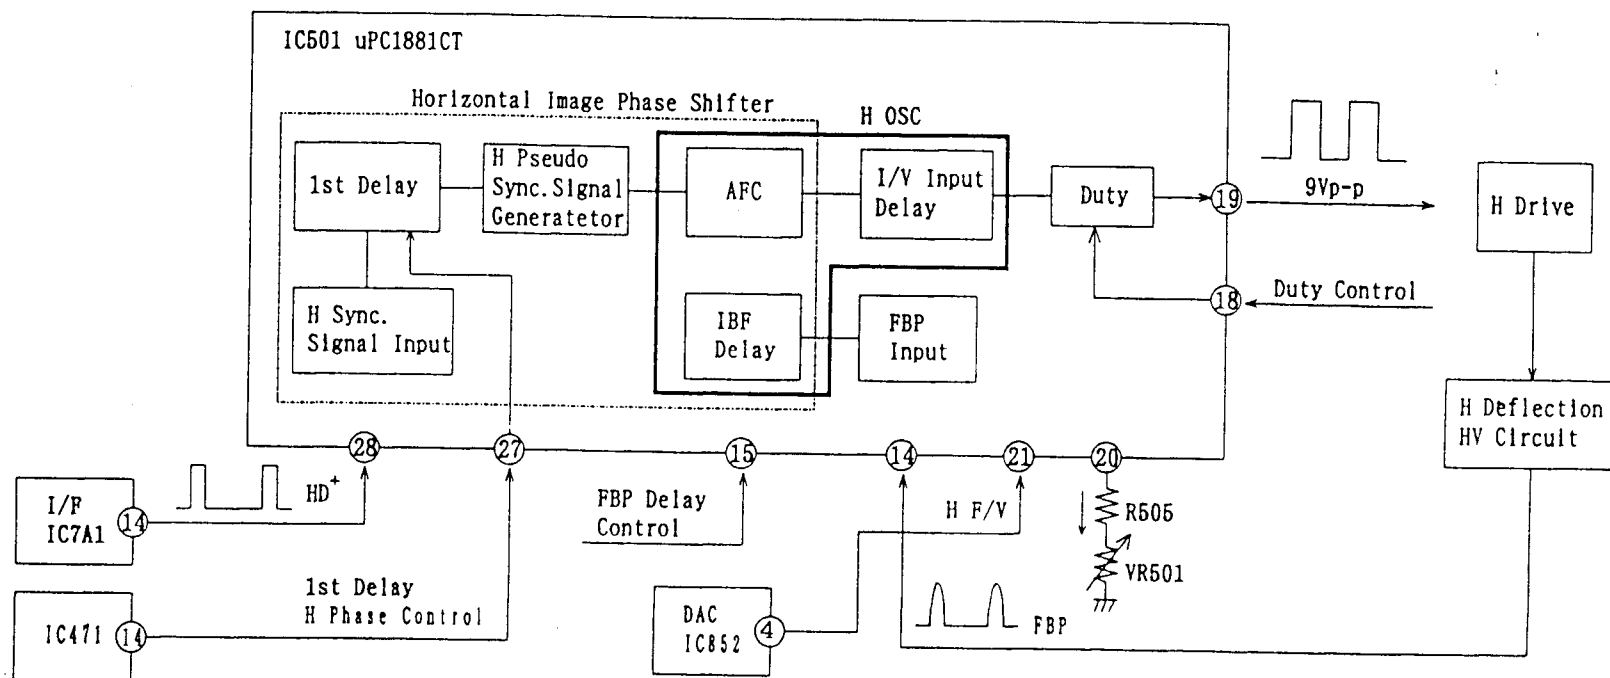 IC501 uPC1881CT
Horizontal Image Phase Shifter
H OSC
1st Delay
H Pseudo
Sync.Signal
Generatetor
AFC
I/V Input
Delay
Duty
19
9Vp-p
H Drive
H Sync.
Signal Input
IBF
Delay
FBP
Input
18
Duty Control
H Deflection
HV Circuit
28
27
15
14
21
20
I/F
IC7A1
14
HD+
FBP Delay
Control
H F/V
R505
VR501
1st Delay
H Phase Control
IC471
14
DAC
IC852
4
FBP